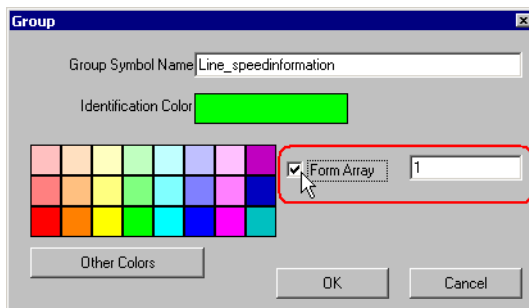 Group
Group Symbol Name Line_speedinformation
Identification Color
Form Array 1
Other Colors
OK Cancel